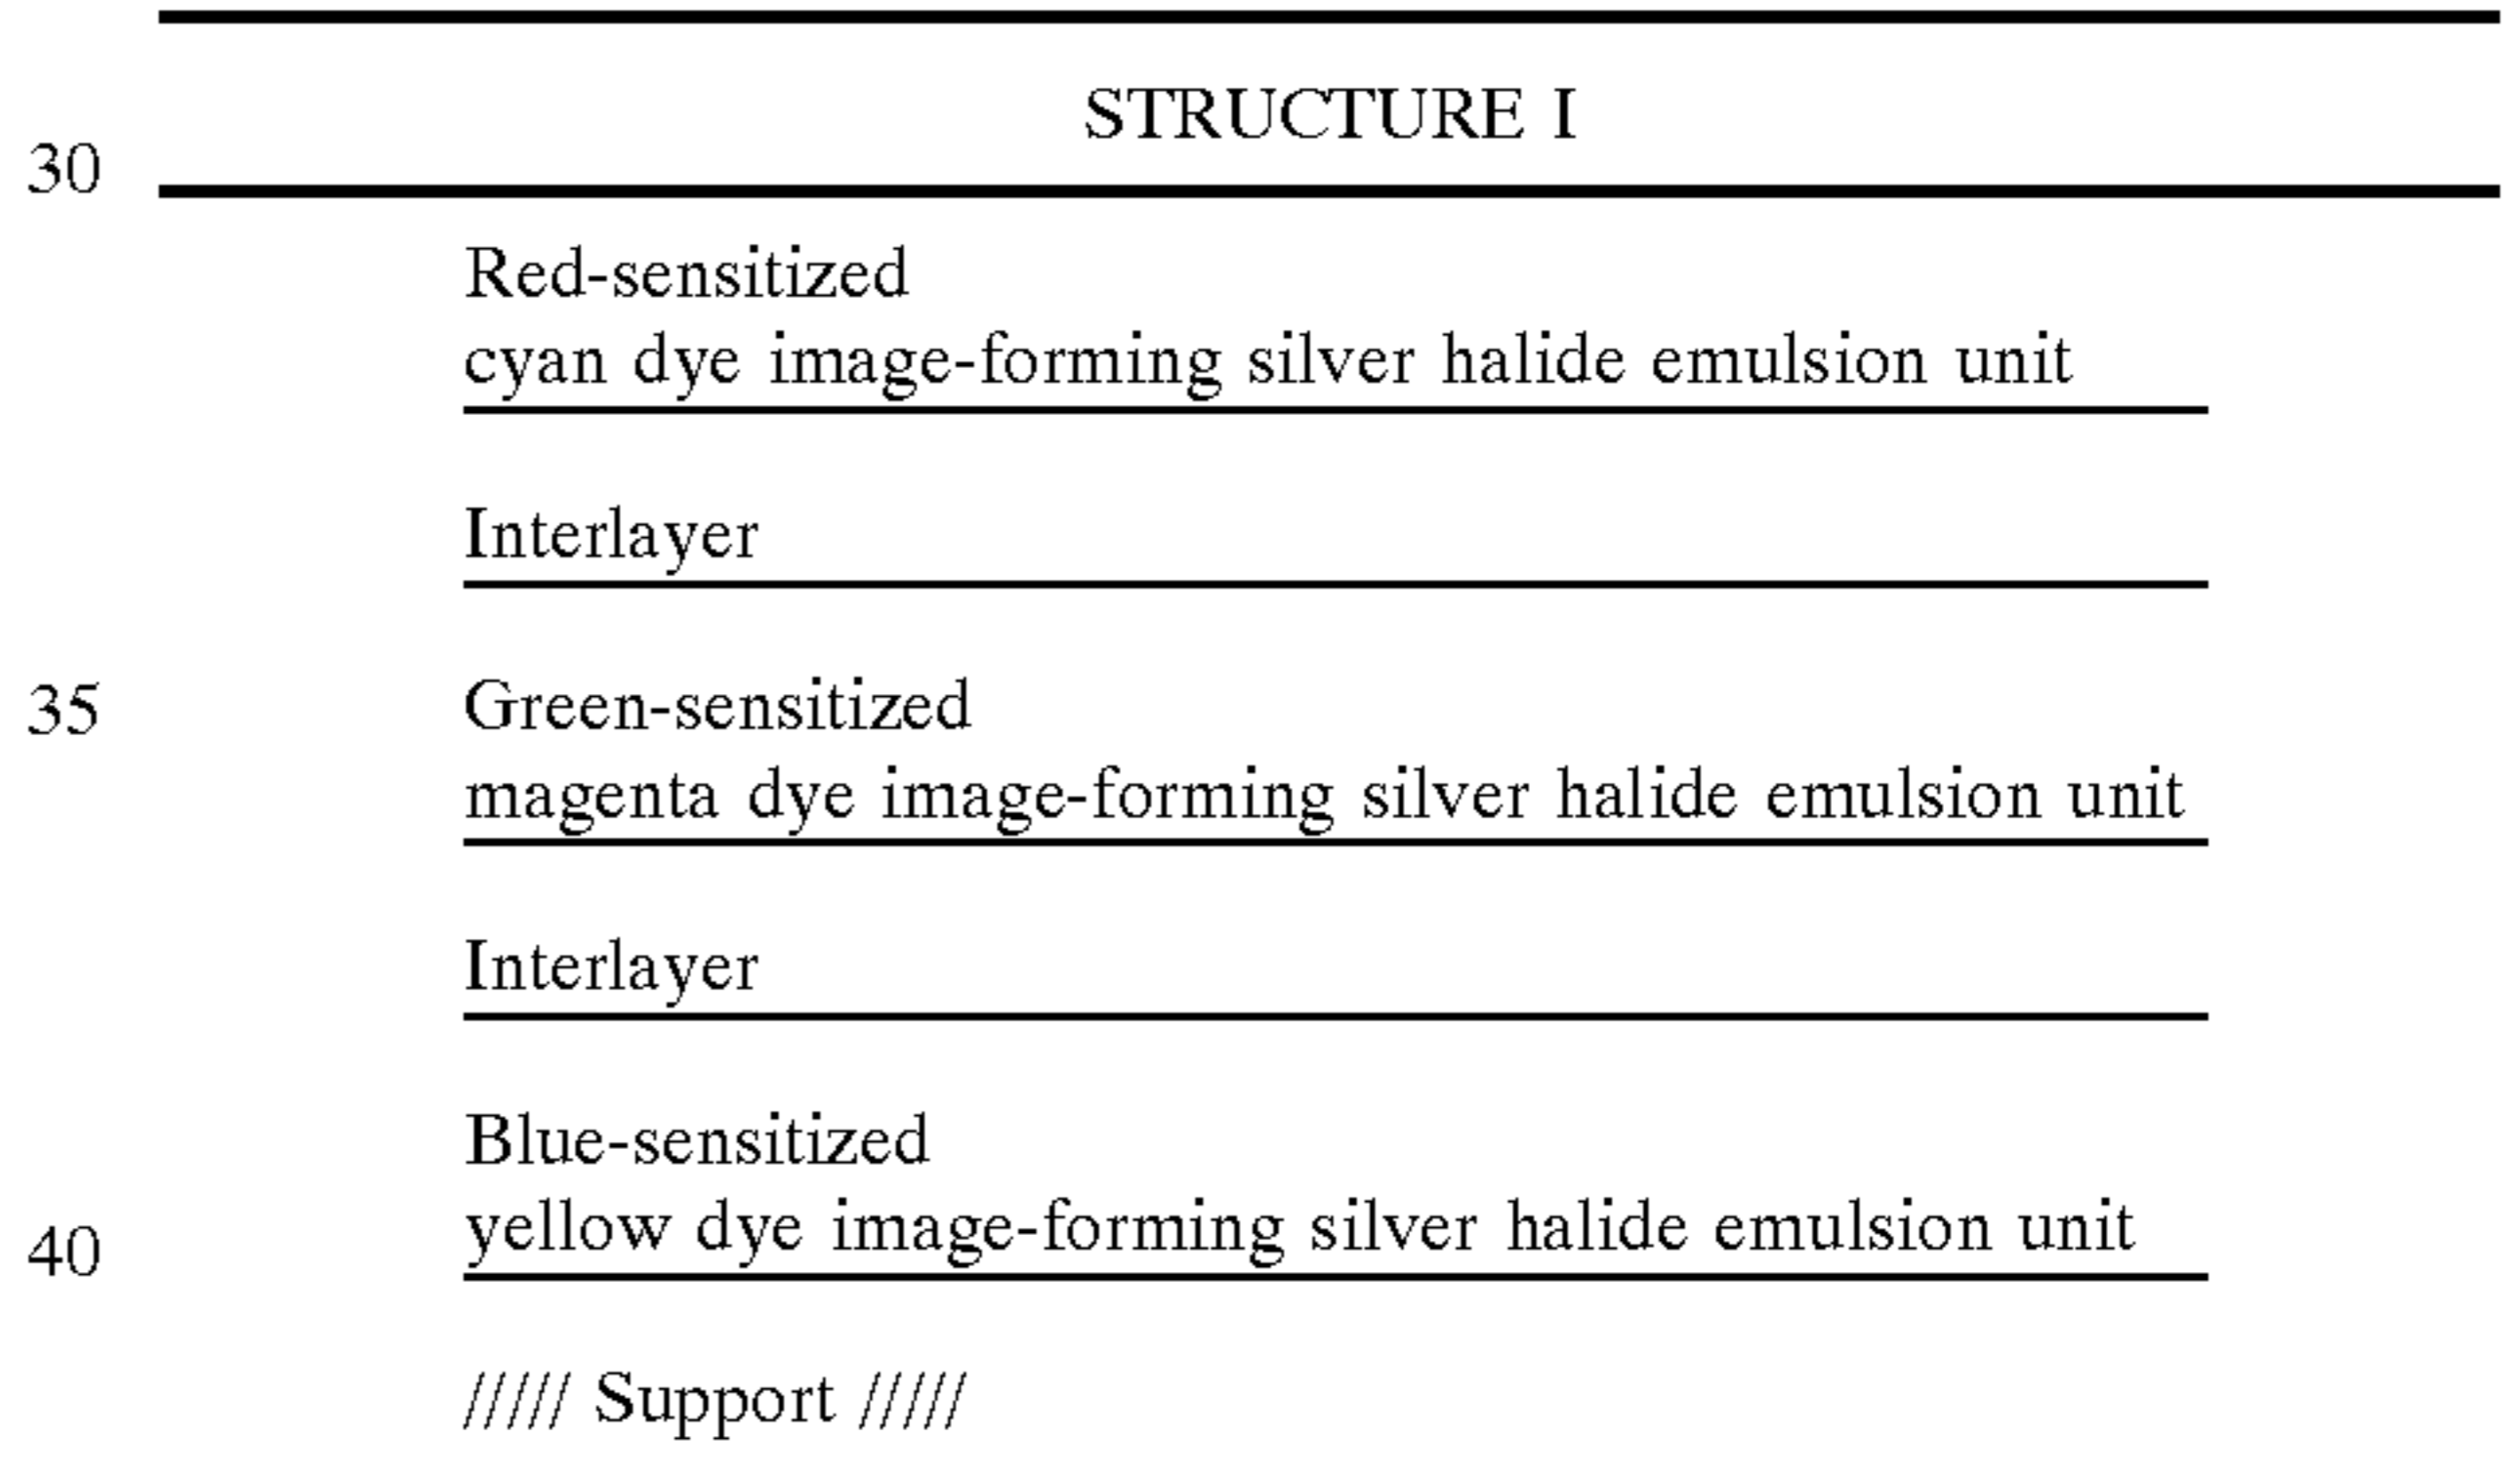 STRUCTURE I
30
Red-sensitized
cyan dye image-forming silver halide emulsion unit
Interlayer
35 Green-sensitized
magenta dye image-forming silver halide emulsion unit
Interlayer
Blue-sensitized
40 yellow dye image-forming silver halide emulsion unit
///// Support /////